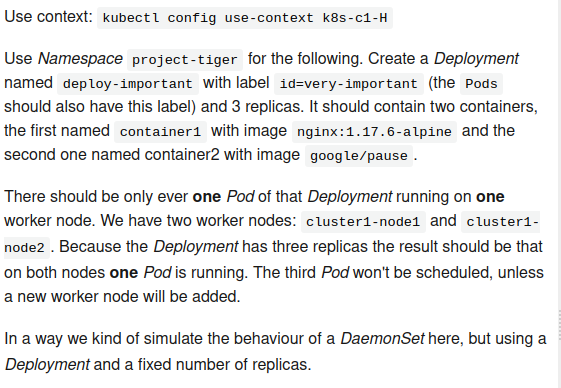 Use context: kubectl config use-context k8s-c1-H
Use Namespace project-tiger for the following. Create a Deployment
named deploy-important with label id=very-important (the Pods
should also have this label) and 3 replicas. It should contain two containers,
the first named container1 with image nginx:1.17.6-alpine and the
second one named container2 with image google/pause .
There should be only ever one Pod of that Deployment running on one
worker node. We have two worker nodes: cluster1-node1 and cluster1-
node2 . Because the Deployment has three replicas the result should be that
on both nodes one Pod is running. The third Pod won't be scheduled, unless
a new worker node will be added.
In a way we kind of simulate the behaviour of a DaemonSet here, but using a
Deployment and a fixed number of replicas.